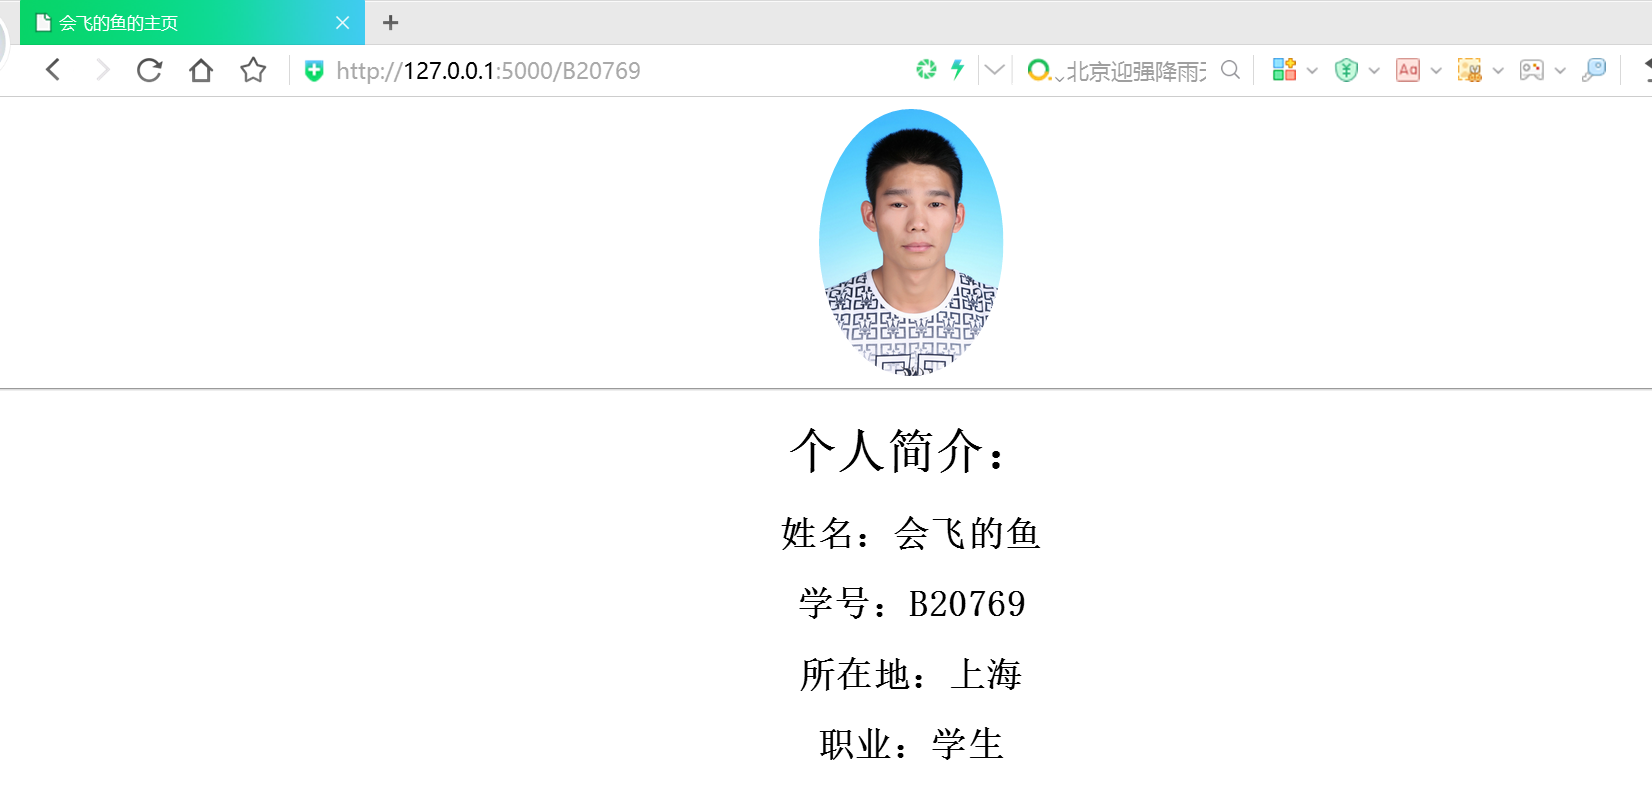 会飞的鱼的主页
http://127.0.0.1:5000/B20769
北京迎强降雨天
Aa
个人简介：
姓名：会飞的鱼
学号：B20769
所在地：上海
职业：学生